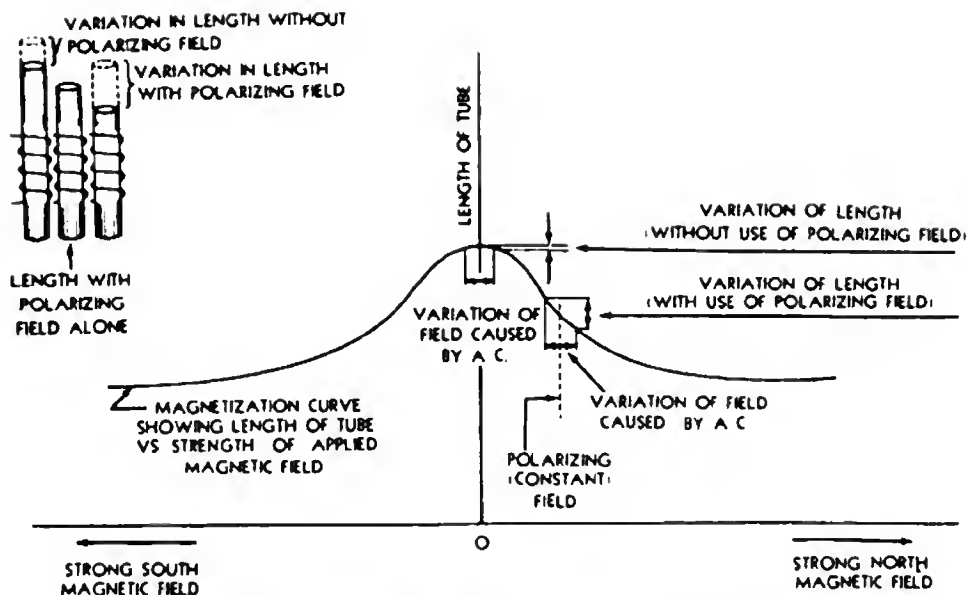 VARIATION IN LENGTH WITHOUT
POLARIZING FIELD
VARIATION IN LENGTH
WITH POLARIZING FIELD
LENGTH WITH
POLARIZING
FIELD ALONE
LENGTH OF TUBE
VARIATION OF LENGTH
(WITHOUT USE OF POLARIZING FIELD)
VARIATION OF LENGTH
(WITH USE OF POLARIZING FIELD)
VARIATION OF
FIELD CAUSED
BY A C.
VARIATION OF FIELD
CAUSED BY A C
MAGNETIZATION CURVE
SHOWING LENGTH OF TUBE
VS STRENGTH OF APPLIED
MAGNETIC FIELD
POLARIZING
(CONSTANT)
FIELD
O
STRONG SOUTH
MAGNETIC FIELD
STRONG NORTH
MAGNETIC FIELD